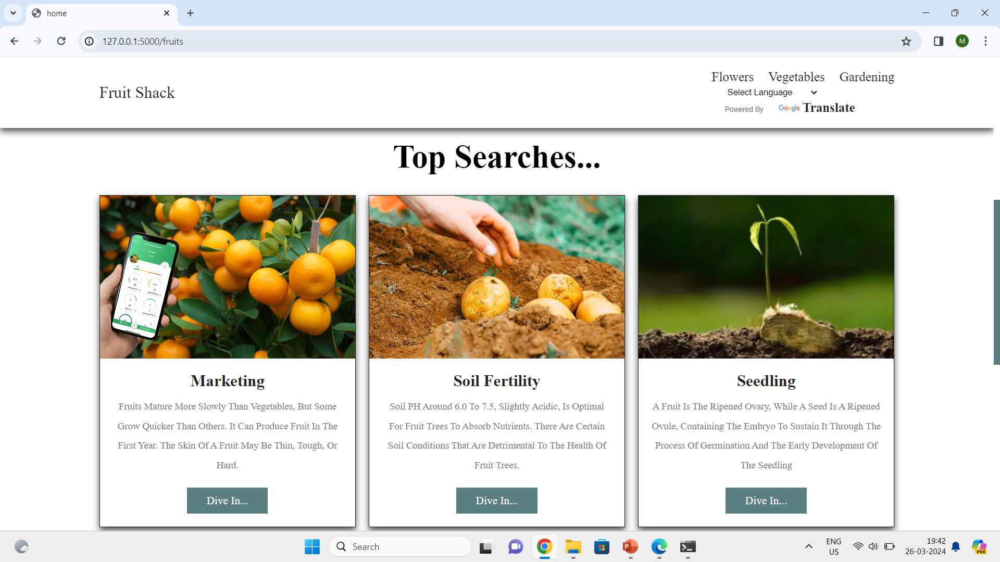 home
127.0.0.1:5000/fruits
M
Flowers Vegetables Gardening
Fruit Shack
Select Language
Powered By Google Translate
Top Searches...
Marketing
Fruits Mature More Slowly Than Vegetables, But Some
Grow Quicker Than Others. It Can Produce Fruit In The
First Year. The Skin Of A Fruit May Be Thin, Tough, Or
Hard.
Dive In...
Soil Fertility
Soil PH Around 6.0 To 7.5, Slightly Acidic, Is Optimal
For Fruit Trees To Absorb Nutrients. There Are Certain
Soil Conditions That Are Detrimental To The Health Of
Fruit Trees.
Dive In...
Seedling
A Fruit Is The Ripened Ovary, While A Seed Is A Ripened
Ovule, Containing The Embryo To Sustain It Through The
Process Of Germination And The Early Development Of
The Seedling
Dive In...
Search
ENG
US
19:42
26-03-2024
PRE